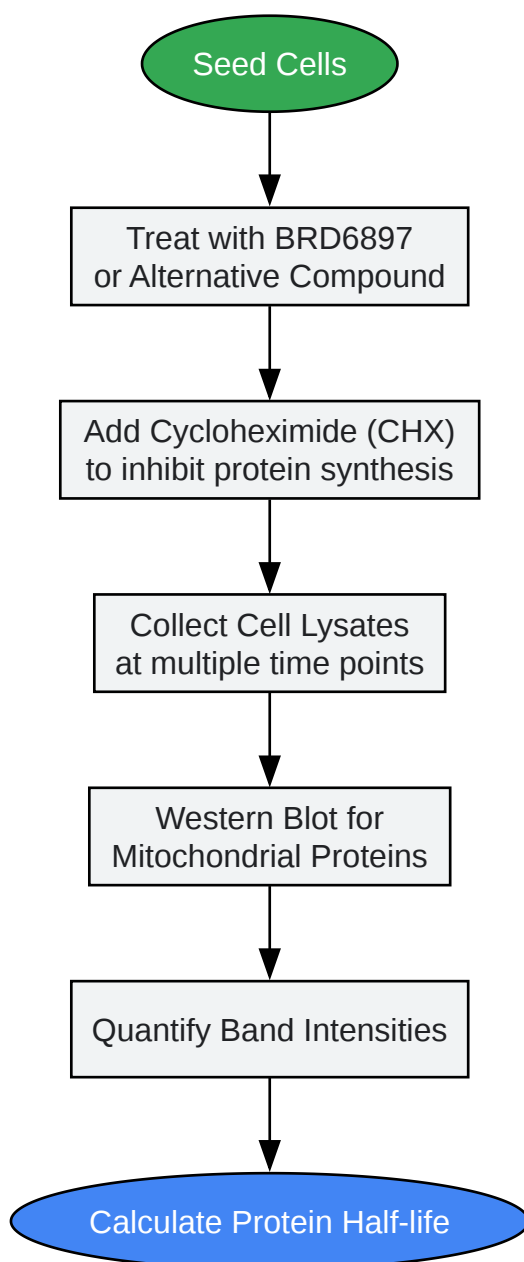 Seed Cells
Treat with BRD6897
or Alternative Compound
Add Cycloheximide (CHX)
to inhibit protein synthesis
Collect Cell Lysates
at multiple time points
Western Blot for
Mitochondrial Proteins
Quantify Band Intensities
Calculate Protein Half-life